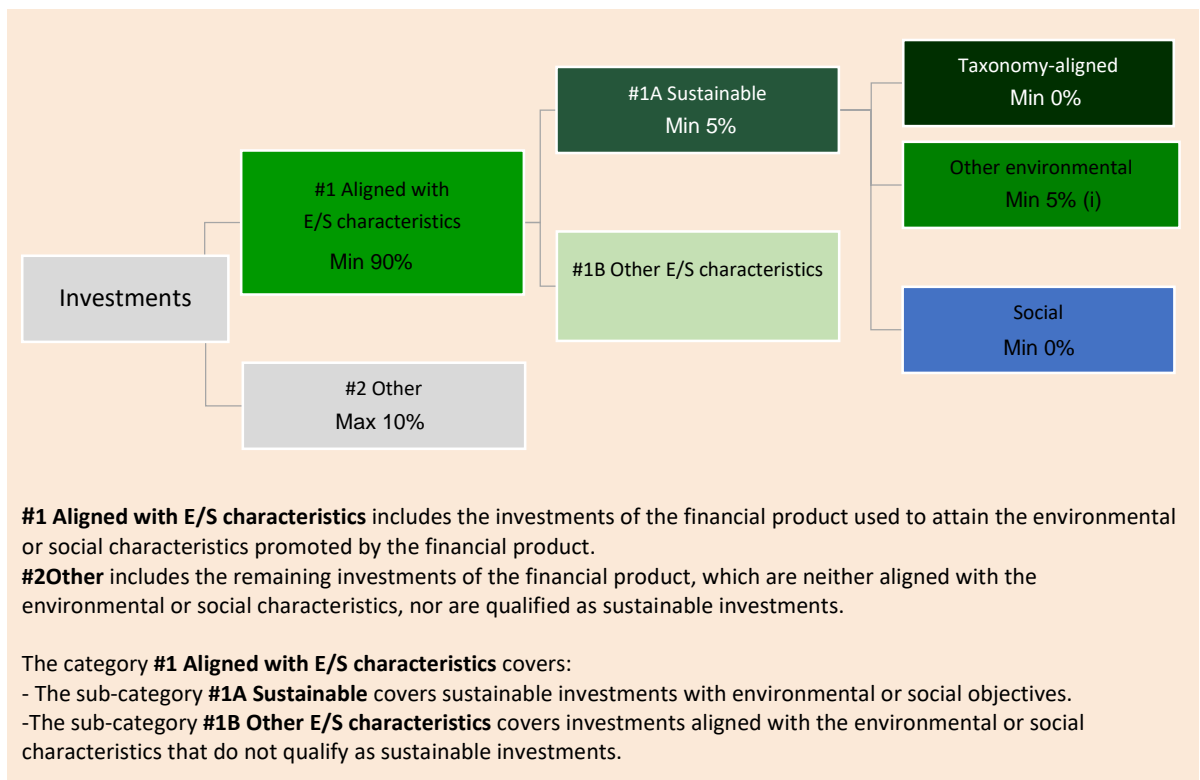 Investments
#1 Aligned with
E/S characteristics
Min 90%
#2 Other
Max 10%
#1A Sustainable
Min 5%
#1B Other E/S characteristics
Taxonomy-aligned
Min 0%
Other environmental
Min 5% (i)
Social
Min 0%
#1 Aligned with E/S characteristics includes the investments of the financial product used to attain the environmental
or social characteristics promoted by the financial product.
#2Other includes the remaining investments of the financial product, which are neither aligned with the
environmental or social characteristics, nor are qualified as sustainable investments.
The category #1 Aligned with E/S characteristics covers:
- The sub-category #1A Sustainable covers sustainable investments with environmental or social objectives.
-The sub-category #1B Other E/S characteristics covers investments aligned with the environmental or social
characteristics that do not qualify as sustainable investments.